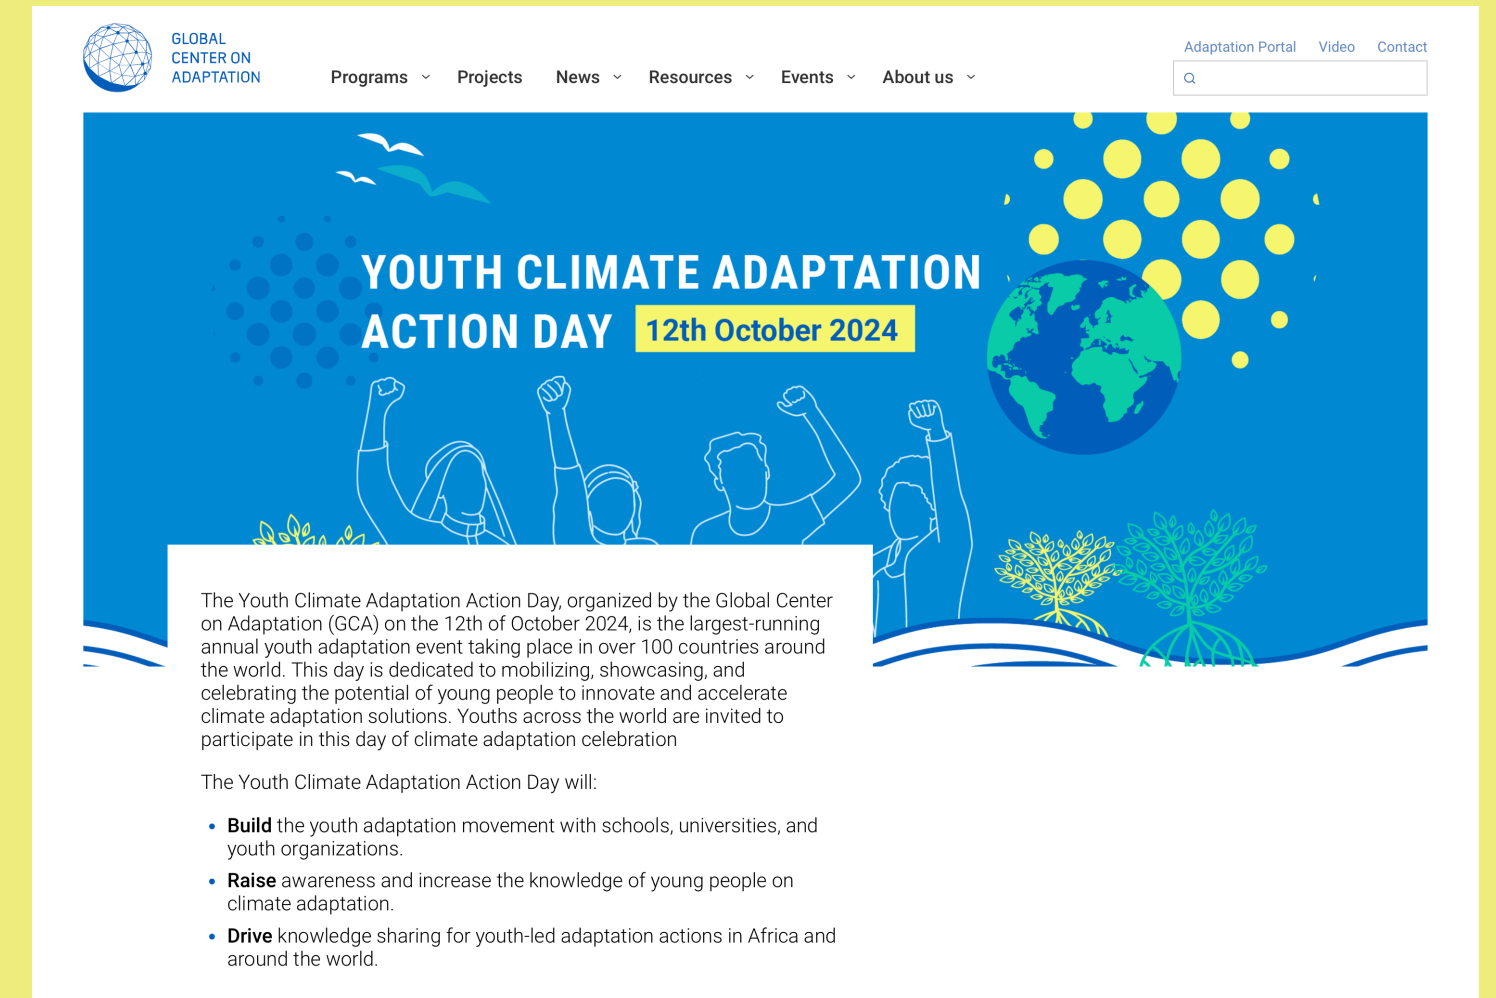 GLOBAL
CENTER ON
ADAPTATION
Programs
Projects
News
Resources
Events
About us
Adaptation Portal
Video
Contact
YOUTH CLIMATE ADAPTATION
ACTION DAY
12th October 2024
The Youth Climate Adaptation Action Day, organized by the Global Center
on Adaptation (GCA) on the 12th of October 2024, is the largest-running
annual youth adaptation event taking place in over 100 countries around
the world. This day is dedicated to mobilizing, showcasing, and
celebrating the potential of young people to innovate and accelerate
climate adaptation solutions. Youths across the world are invited to
participate in this day of climate adaptation celebration
The Youth Climate Adaptation Action Day will:
• Build the youth adaptation movement with schools, universities, and
youth organizations.
• Raise awareness and increase the knowledge of young people on
climate adaptation.
• Drive knowledge sharing for youth-led adaptation actions in Africa and
around the world.